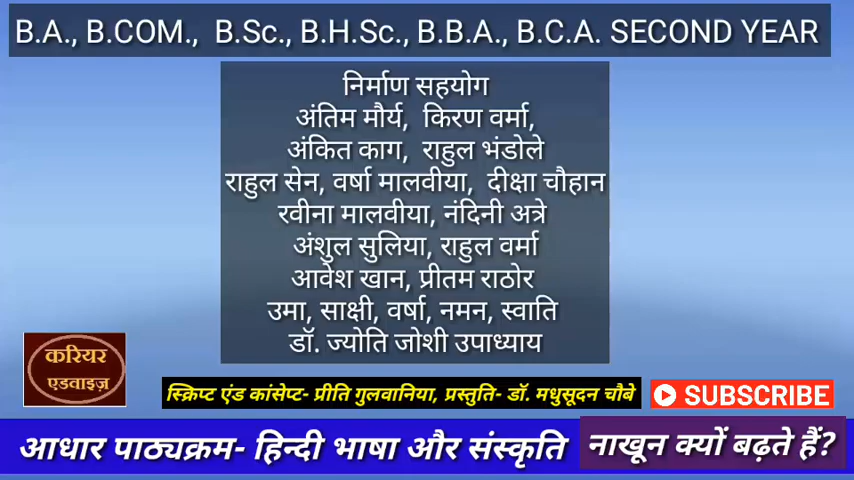 B.A., B.COM., B.Sc., B.H.Sc., B.B.A., B.C.A. SECOND YEAR
निर्माण सहयोग
अंतिम मौर्य, किरण वर्मा,
अंकित काग, राहुल भंडोले
राहुल सेन, वर्षा मालवीया, दीक्षा चौहान
रवीना मालवीया, नंदिनी अत्रे
अंशुल सुलिया, राहुल वर्मा
आवेश खान, प्रीतम राठोर
उमा, साक्षी, वर्षा, नमन, स्वाति
डॉ. ज्योति जोशी उपाध्याय
करियर
एडवाइज़
स्क्रिप्ट एंड कांसेप्ट- प्रीति गुलवानिया, प्रस्तुति- डॉ. मधुसूदन चौबे
SUBSCRIBE
आधार पाठ्यक्रम- हिन्दी भाषा और संस्कृति
नाखून क्यों बढ़ते हैं?